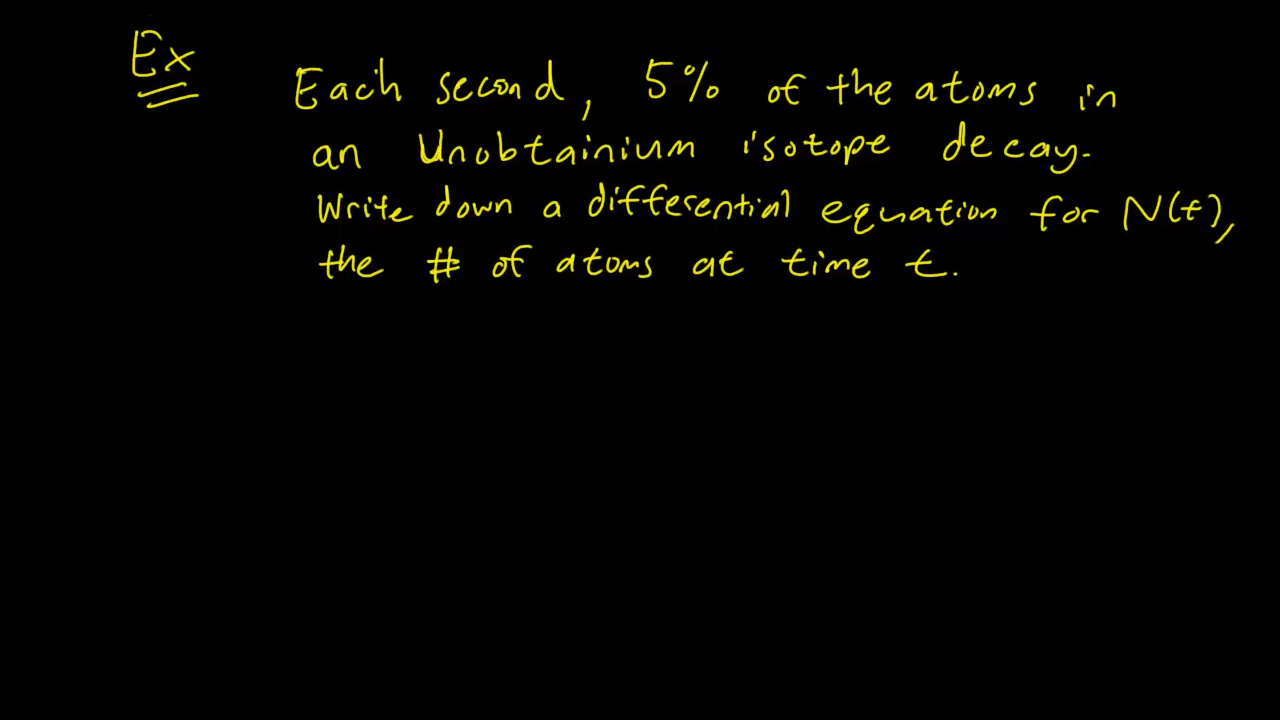 Ex
Each second, 5% of the atoms in
an Unobtainium isotope decay.
Write down a differential equation for N(t),
the # of atoms at time t.